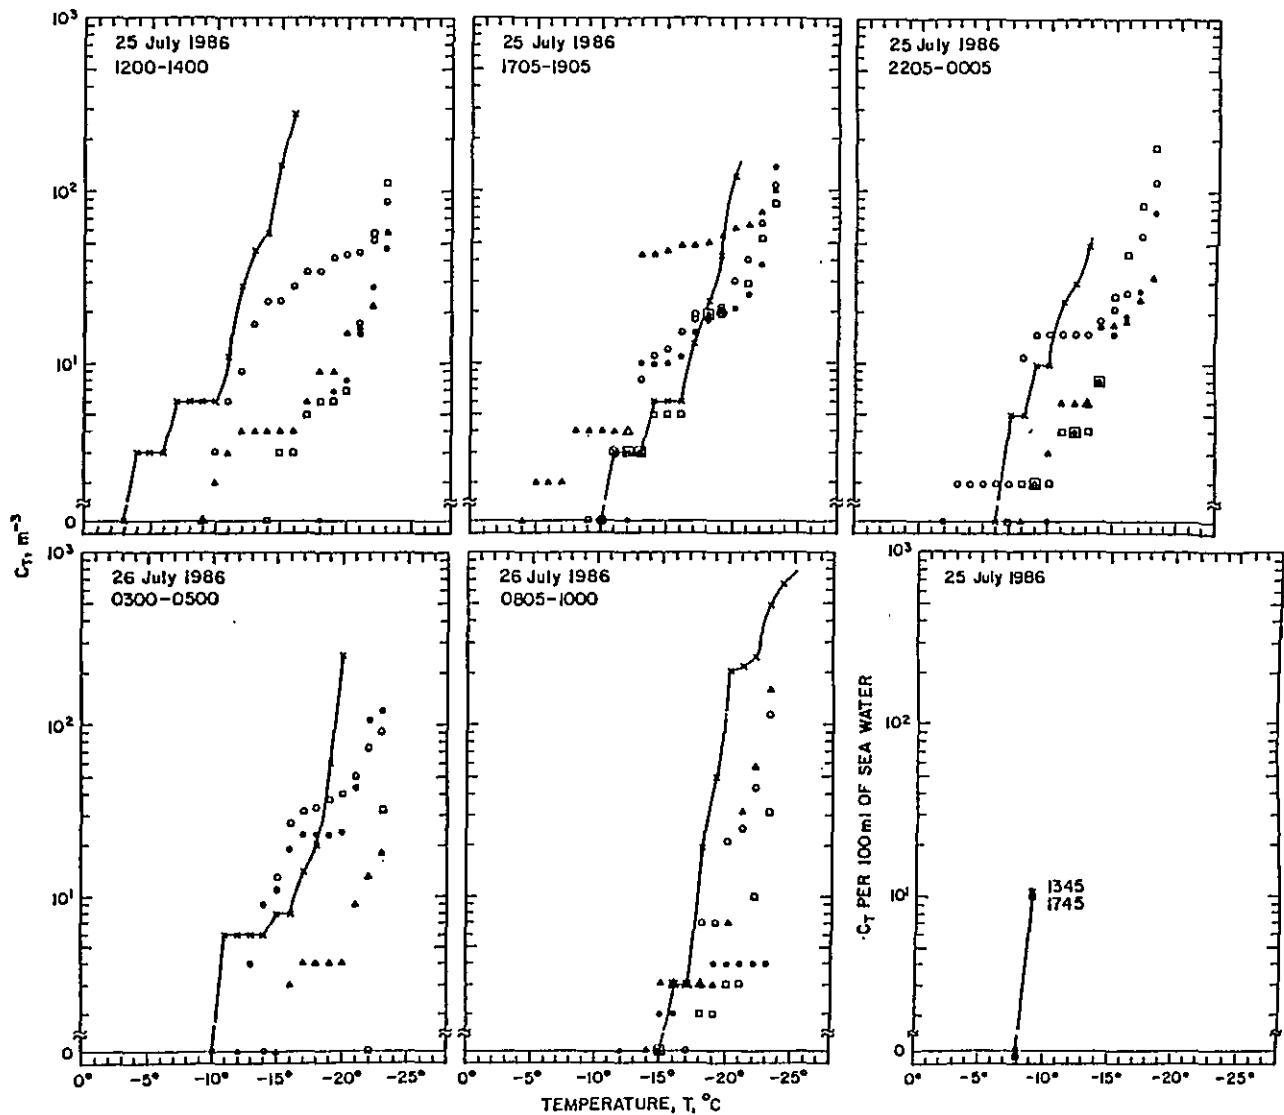 10³
10²
10¹
0
C_T, m⁻³
25 July 1986
1200-1400
25 July 1986
1705-1905
25 July 1986
2205-0005
10³
10²
10¹
0
26 July 1986
0300-0500
26 July 1986
0805-1000
25 July 1986
10³
10²
10¹
0
C_T PER 100 ml OF SEA WATER
1345
1745
0° -5° -10° -15° -20° -25°
0° -5° -10° -15° -20° -25°
0° -5° -10° -15° -20° -25°
TEMPERATURE, T, °C